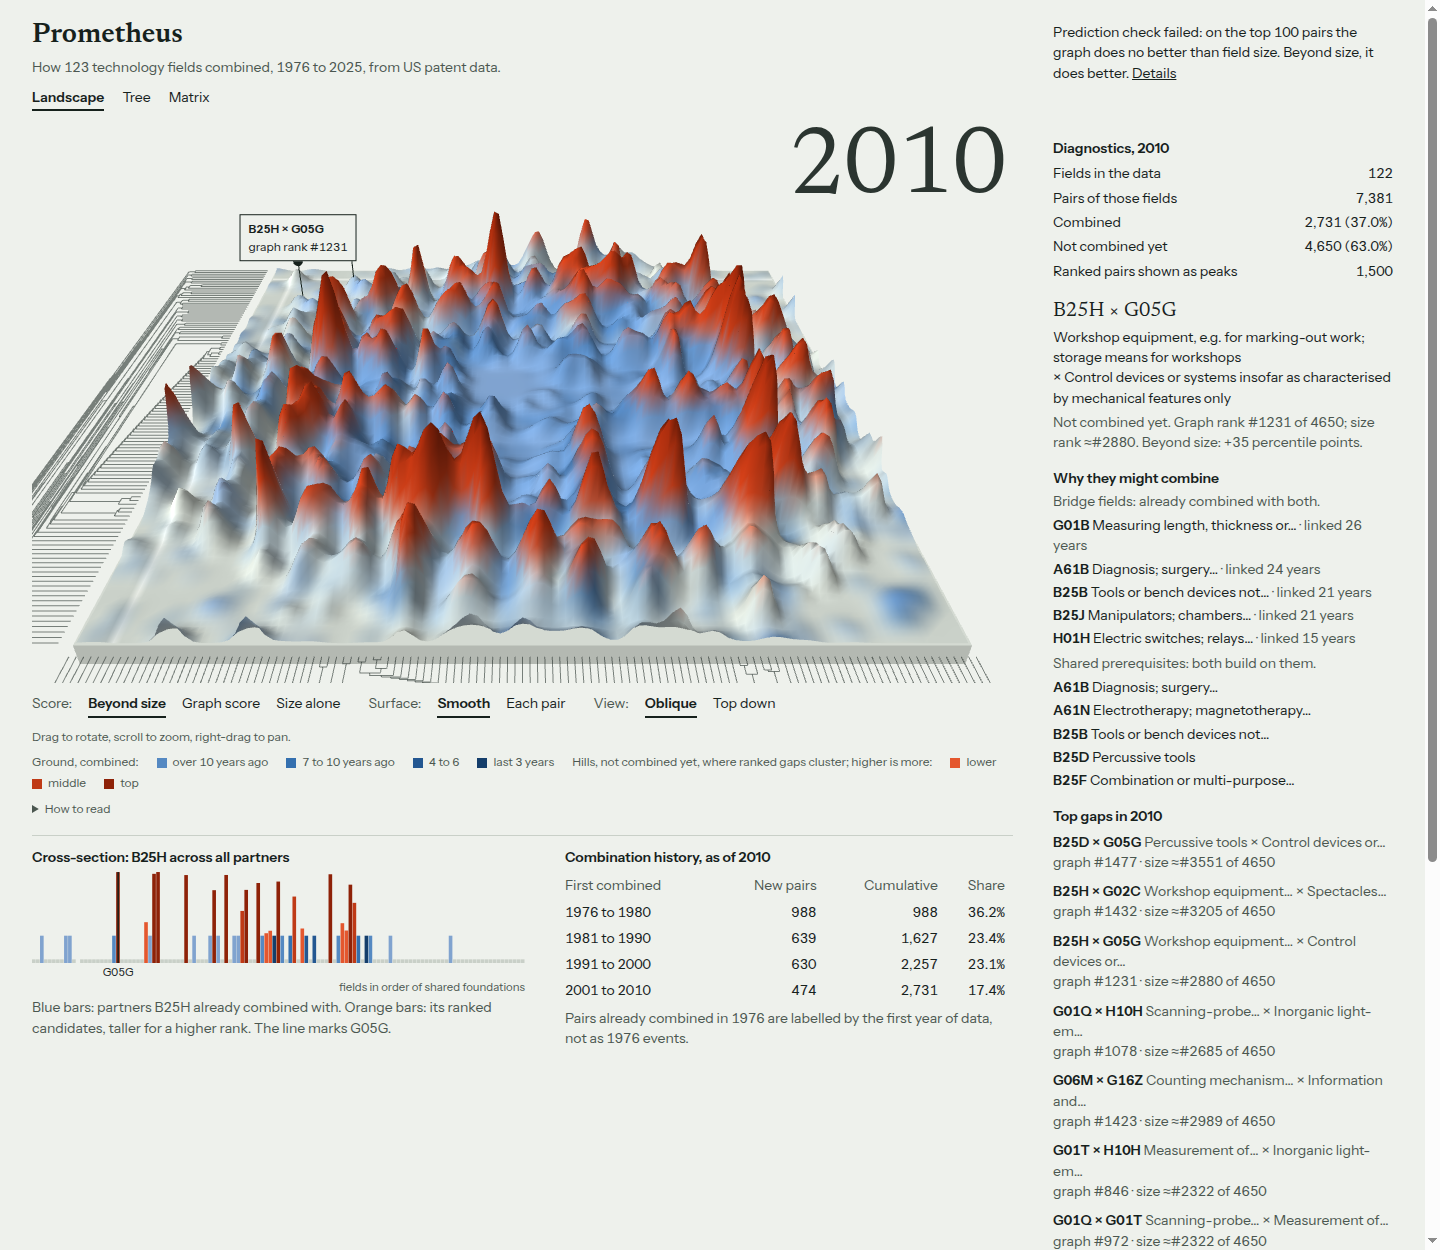 Prometheus
How 123 technology fields combined, 1976 to 2025, from US patent data.
Landscape Tree Matrix
2010
B25H × G05G
graph rank #1231
Score: Beyond size Graph score Size alone Surface: Smooth Each pair View: Oblique Top down
Drag to rotate, scroll to zoom, right-drag to pan.
Ground, combined: over 10 years ago 7 to 10 years ago 4 to 6 last 3 years Hills, not combined yet, where ranked gaps cluster; higher is more: lower
middle top
How to read
Cross-section: B25H across all partners
G05G
fields in order of shared foundations
Blue bars: partners B25H already combined with. Orange bars: its ranked
candidates, taller for a higher rank. The line marks G05G.
Combination history, as of 2010
First combined New pairs Cumulative Share
1976 to 1980 988 988 36.2%
1981 to 1990 639 1,627 23.4%
1991 to 2000 630 2,257 23.1%
2001 to 2010 474 2,731 17.4%
Pairs already combined in 1976 are labelled by the first year of data,
not as 1976 events.
Prediction check failed: on the top 100 pairs the
graph does no better than field size. Beyond size, it
does better. Details
Diagnostics, 2010
Fields in the data 122
Pairs of those fields 7,381
Combined 2,731 (37.0%)
Not combined yet 4,650 (63.0%)
Ranked pairs shown as peaks 1,500
B25H × G05G
Workshop equipment, e.g. for marking-out work;
storage means for workshops
× Control devices or systems insofar as characterised
by mechanical features only
Not combined yet. Graph rank #1231 of 4650; size
rank ≈#2880. Beyond size: +35 percentile points.
Why they might combine
Bridge fields: already combined with both.
G01B Measuring length, thickness or... · linked 26
years
A61B Diagnosis; surgery... · linked 24 years
B25B Tools or bench devices not... · linked 21 years
B25J Manipulators; chambers... · linked 21 years
H01H Electric switches; relays... · linked 15 years
Shared prerequisites: both build on them.
A61B Diagnosis; surgery...
A61N Electrotherapy; magnetotherapy...
B25B Tools or bench devices not...
B25D Percussive tools
B25F Combination or multi-purpose...
Top gaps in 2010
B25D × G05G Percussive tools × Control devices or...
graph #1477 · size ≈#3551 of 4650
B25H × G02C Workshop equipment... × Spectacles...
graph #1432 · size ≈#3205 of 4650
B25H × G05G Workshop equipment... × Control
devices or...
graph #1231 · size ≈#2880 of 4650
G01Q × H10H Scanning-probe... × Inorganic light-
em...
graph #1078 · size ≈#2685 of 4650
G06M × G16Z Counting mechanism... × Information
and...
graph #1423 · size ≈#2989 of 4650
G01T × H10H Measurement of... × Inorganic light-
em...
graph #846 · size ≈#2322 of 4650
G01Q × G01T Scanning-probe... × Measurement of...
graph #972 · size ≈#2322 of 4650